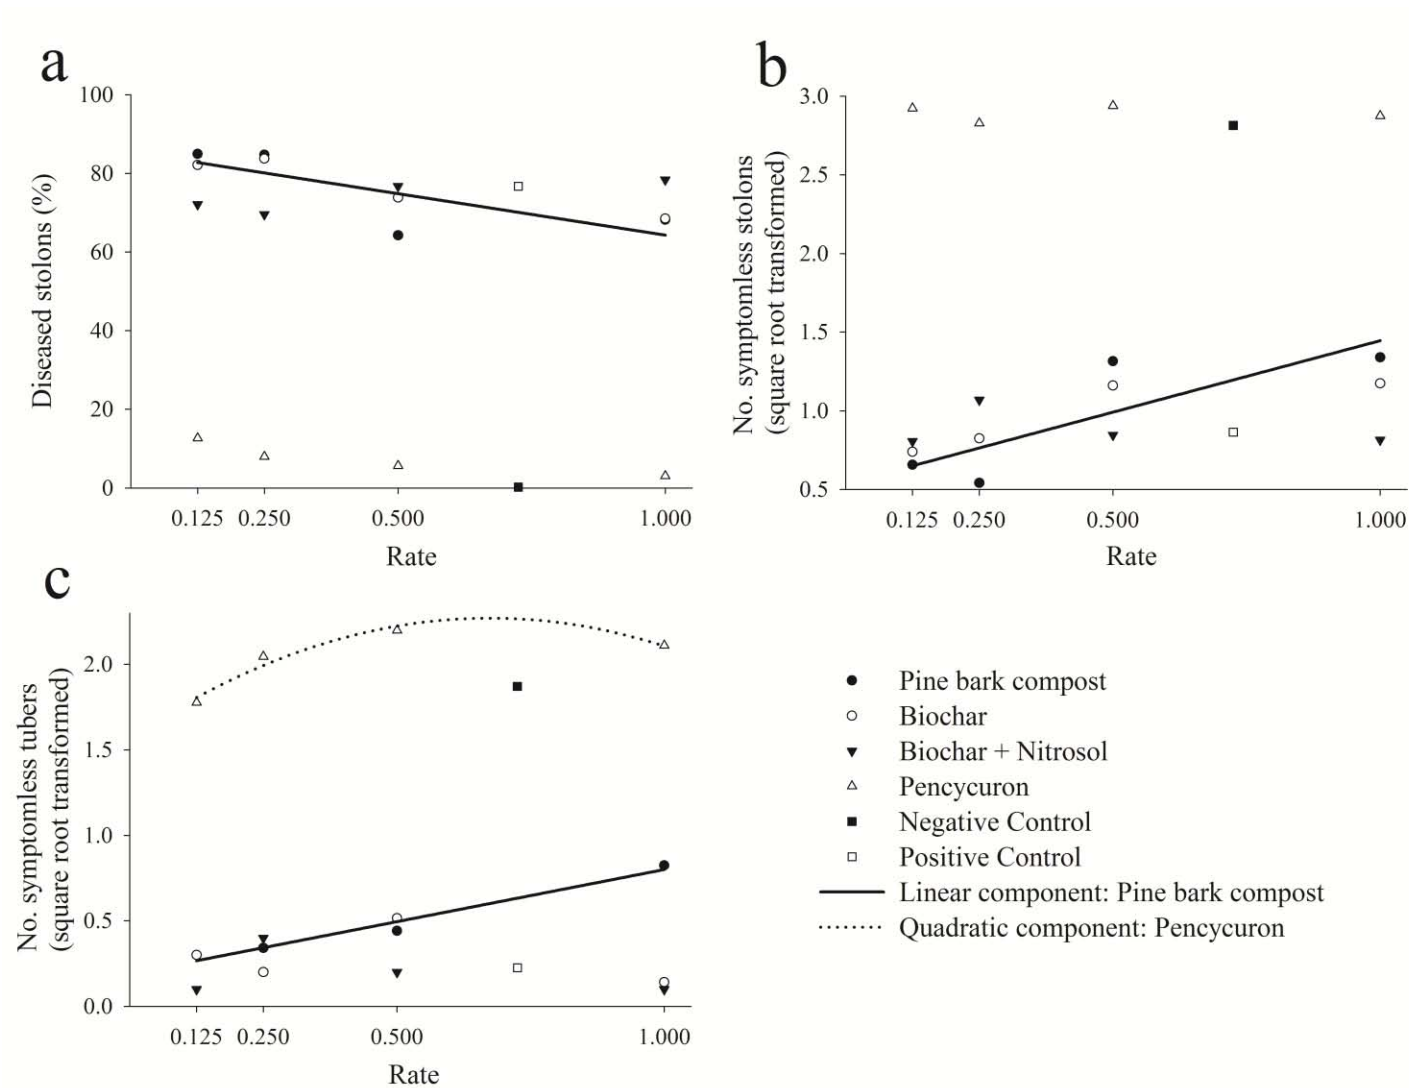 a
100
80
60
40
20
0
Diseased stolons (%)
0.125 0.250 0.500 1.000
Rate
b
3.0
2.5
2.0
1.5
1.0
0.5
No. symptomless stolons
(square root transformed)
0.125 0.250 0.500 1.000
Rate
c
2.0
1.5
1.0
0.5
0.0
No. symptomless tubers
(square root transformed)
0.125 0.250 0.500 1.000
Rate
Pine bark compost
Biochar
Biochar + Nitrosol
Pencycuron
Negative Control
Positive Control
Linear component: Pine bark compost
Quadratic component: Pencycuron